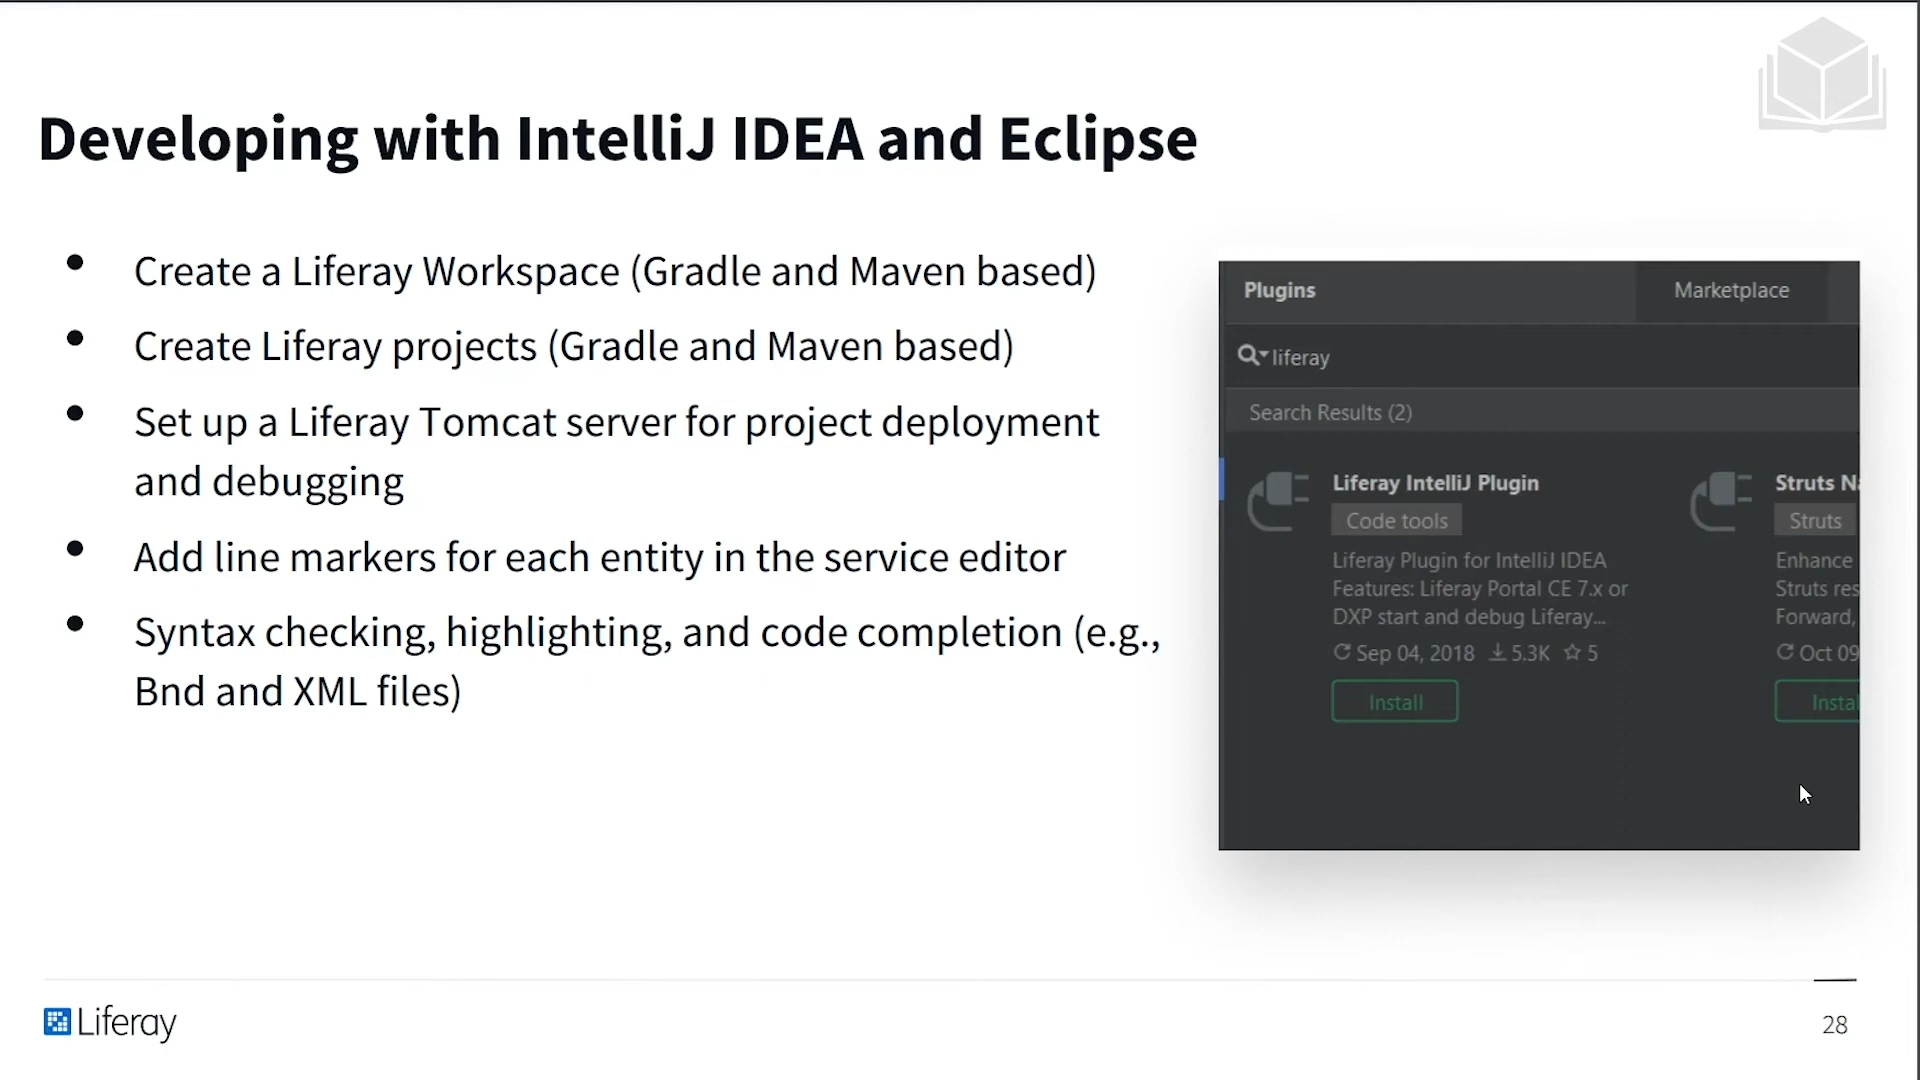 Developing with IntelliJ IDEA and Eclipse
Create a Liferay Workspace (Gradle and Maven based)
Create Liferay projects (Gradle and Maven based)
Set up a Liferay Tomcat server for project deployment
and debugging
Add line markers for each entity in the service editor
Syntax checking, highlighting, and code completion (e.g.,
Bnd and XML files)
Plugins
Marketplace
liferay
Search Results (2)
Liferay IntelliJ Plugin
Code tools
Liferay Plugin for IntelliJ IDEA
Features: Liferay Portal CE 7.x or
DXP start and debug Liferay...
Sep 04, 2018 5.3K 5
Install
Struts
Struts
Enhance
Struts
Forward,
Oct 09
Liferay
28